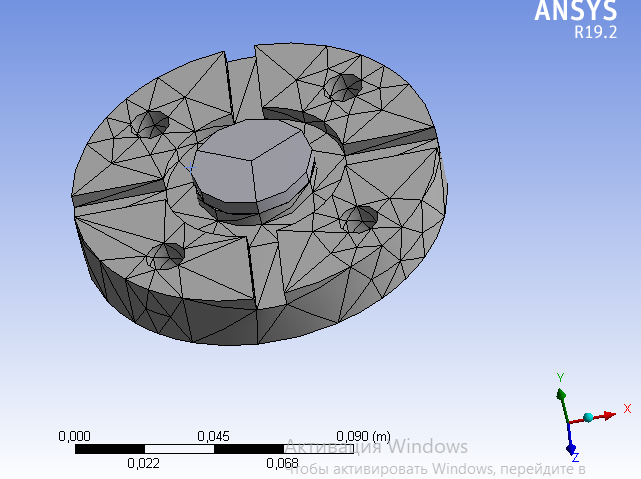 ANSYS
R19.2
Y
X
Z
0,000 0,045 0,090 (m)
0,022 0,068
Активация Windows
Чтобы активировать Windows, перейдите в